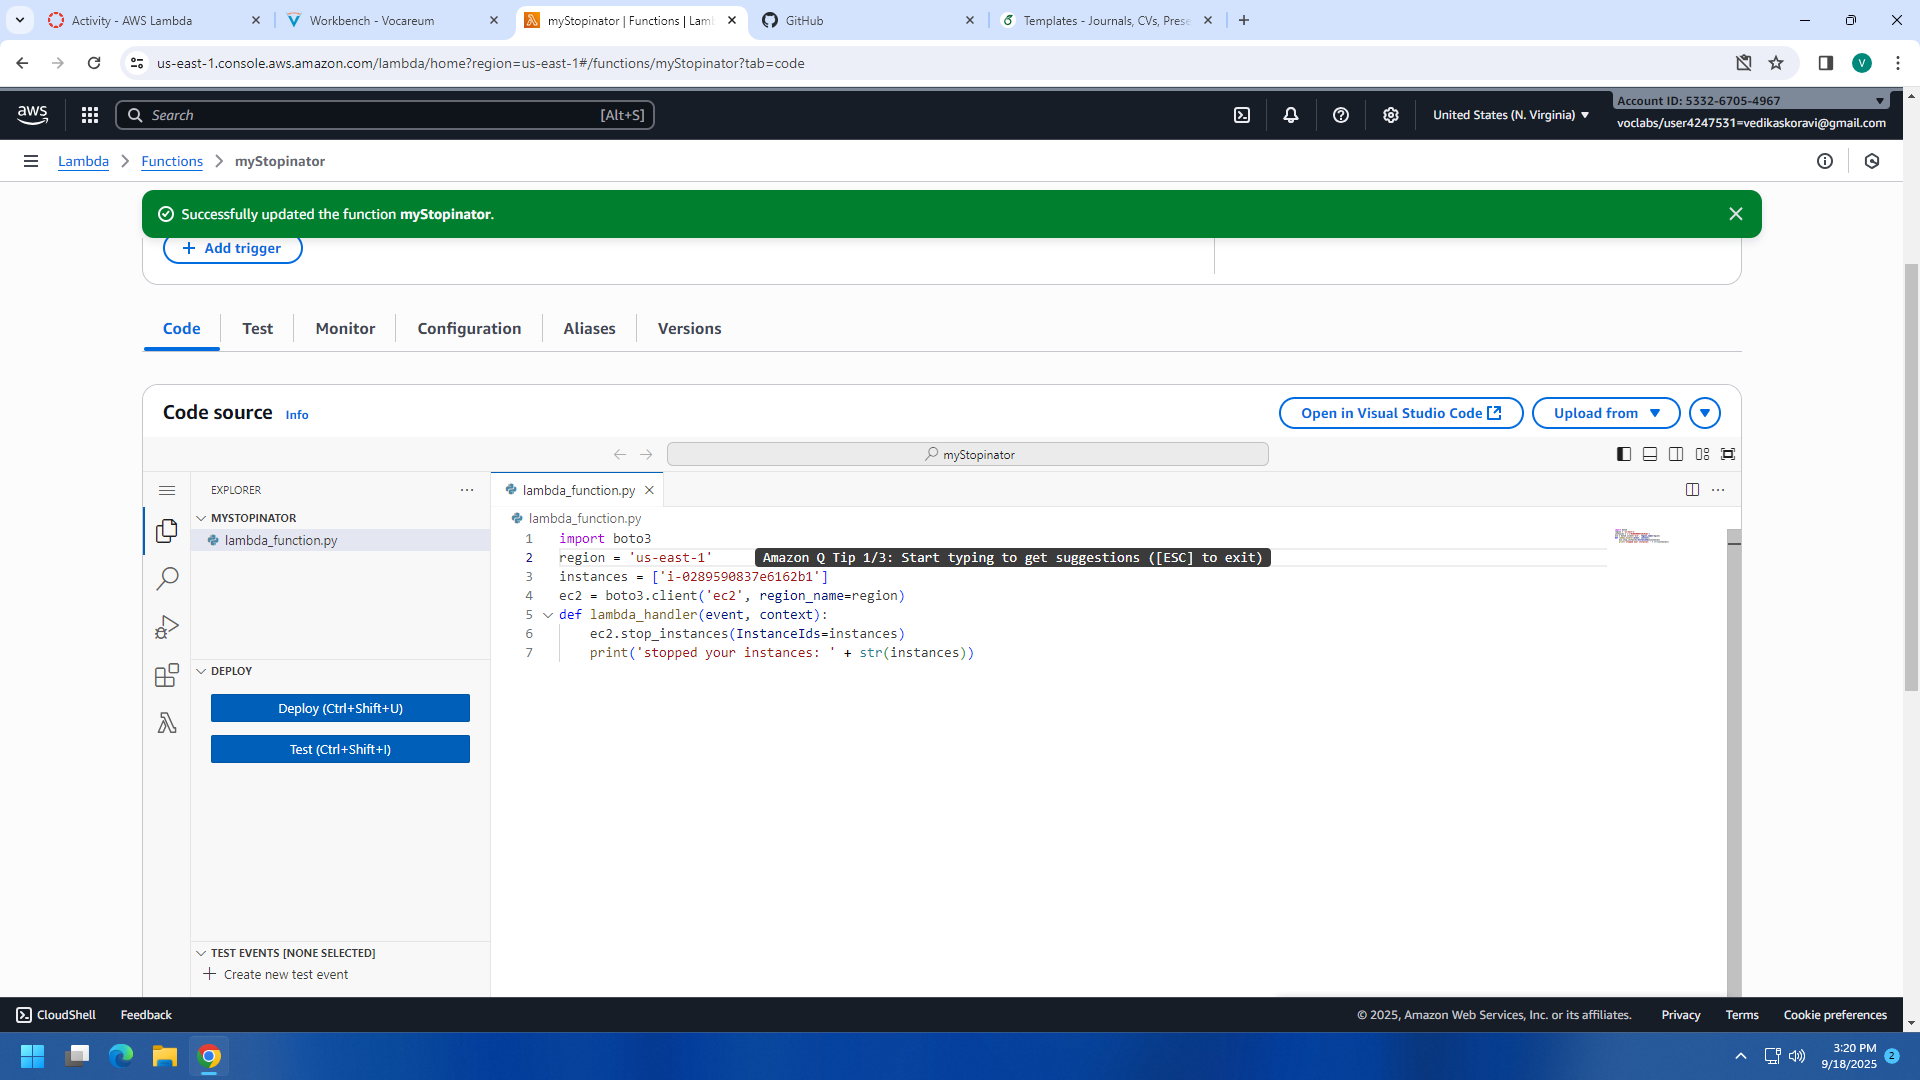 Activity - AWS Lambda
Workbench - Vocareum
myStopinator | Functions | Lamb
GitHub
Templates - Journals, CVs, Prese
us-east-1.console.aws.amazon.com/lambda/home?region=us-east-1#/functions/myStopinator?tab=code
V
aws
Search
[Alt+S]
United States (N. Virginia)
Account ID: 5332-6705-4967
voclabs/user4247531=vedikaskoravi@gmail.com
Lambda
Functions
myStopinator
Successfully updated the function myStopinator.
Add trigger
Code
Test
Monitor
Configuration
Aliases
Versions
Code source
Info
Open in Visual Studio Code
Upload from
myStopinator
EXPLORER
lambda_function.py
MYSTOPINATOR
lambda_function.py
lambda_function.py
1 import boto3
2 region = 'us-east-1'
Amazon Q Tip 1/3: Start typing to get suggestions ([ESC] to exit)
3 instances = ['i-0289590837e6162b1']
4 ec2 = boto3.client('ec2', region_name=region)
5 def lambda_handler(event, context):
6 ec2.stop_instances(InstanceIds=instances)
7 print('stopped your instances: ' + str(instances))
DEPLOY
Deploy (Ctrl+Shift+U)
Test (Ctrl+Shift+I)
TEST EVENTS [NONE SELECTED]
Create new test event
CloudShell
Feedback
© 2025, Amazon Web Services, Inc. or its affiliates.
Privacy
Terms
Cookie preferences
3:20 PM
9/18/2025
2